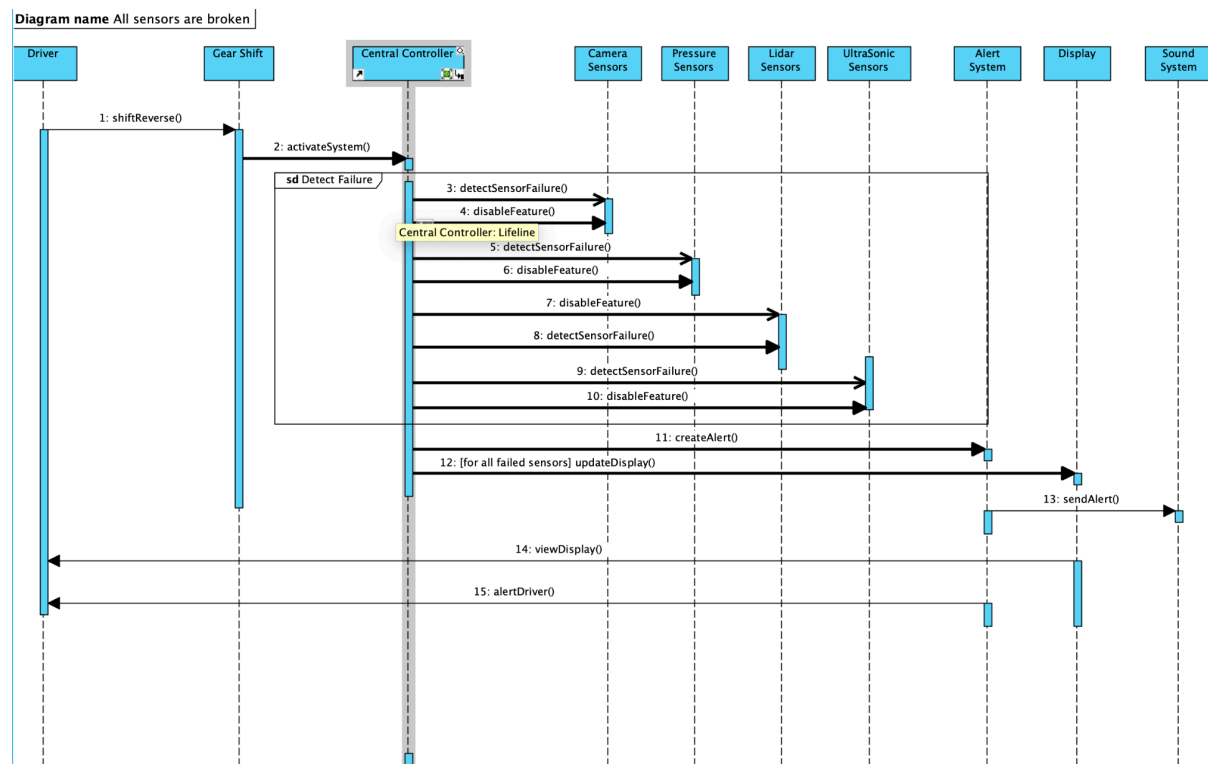 Diagram name All sensors are broken
Driver
Gear Shift
Central Controller
Camera
Sensors
Pressure
Sensors
Lidar
Sensors
UltraSonic
Sensors
Alert
System
Display
Sound
System
1: shiftReverse()
2: activateSystem()
sd Detect Failure
3: detectSensorFailure()
4: disableFeature()
Central Controller: Lifeline
5: detectSensorFailure()
6: disableFeature()
7: disableFeature()
8: detectSensorFailure()
9: detectSensorFailure()
10: disableFeature()
11: createAlert()
12: [for all failed sensors] updateDisplay()
13: sendAlert()
14: viewDisplay()
15: alertDriver()